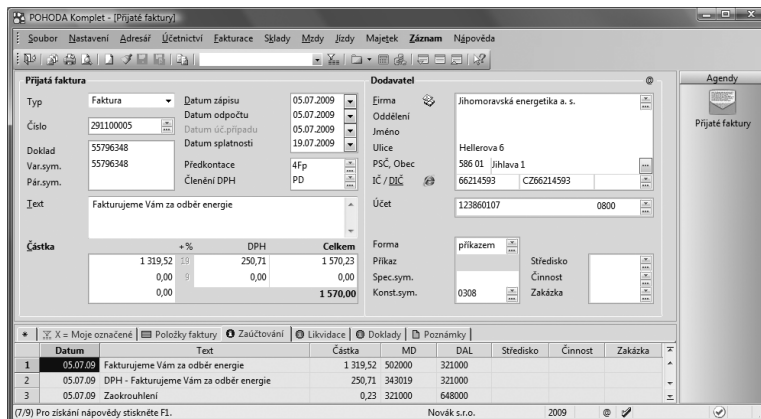 POHODA Komplet - [Přijaté faktury]
Soubor Nastavení Adresář Účetnictví Fakturace Sklady Mzdy Jízdy Majetek Záznam Nápověda
Přijatá faktura
Typ Faktura
Číslo 291100005
Doklad 55796348
Var.sym. 55796348
Pár.sym.
Datum zápisu 05.07.2009
Datum odpočtu 05.07.2009
Datum úč.případu 05.07.2009
Datum splatnosti 19.07.2009
Předkontace 4Fp
Členění DPH PD
Text Fakturujeme Vám za odběr energie
Částka +% DPH Celkem
1 319,52 19 250,71 1 570,23
0,00 9 0,00 0,00
0,00 1 570,00
Dodavatel @
Firma Jihomoravská energetika a. s.
Oddělení
Jméno
Ulice Hellerova 6
PSČ, Obec 586 01 Jihlava 1
IČ / DIČ 66214593 CZ66214593
Účet 123860107 0800
Forma příkazem
Příkaz Středisko
Spec.sym. Činnost
Konst.sym. 0308 Zakázka
Agendy
Přijaté faktury
* X = Moje označené Položky faktury Zaúčtování Likvidace Doklady Poznámky
Datum Text Částka MD DAL Středisko Činnost Zakázka
1 05.07.09 Fakturujeme Vám za odběr energie 1 319,52 502000 321000
2 05.07.09 DPH - Fakturujeme Vám za odběr energie 250,71 343019 321000
3 05.07.09 Zaokrouhlení 0,23 321000 648000
(7/9) Pro získání nápovědy stiskněte F1. Novák s.r.o. 2009 @